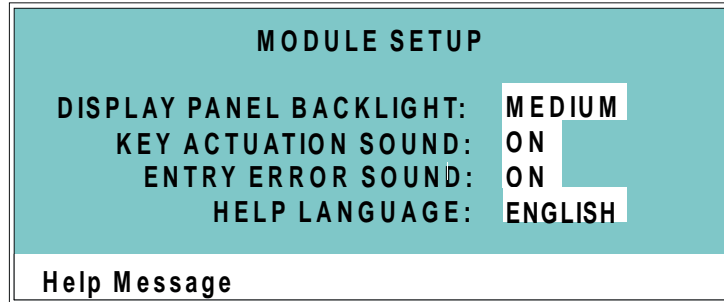 MODULE SETUP
DISPLAY PANEL BACKLIGHT: MEDIUM
KEY ACTUATION SOUND: ON
ENTRY ERROR SOUND: ON
HELP LANGUAGE: ENGLISH
Help Message